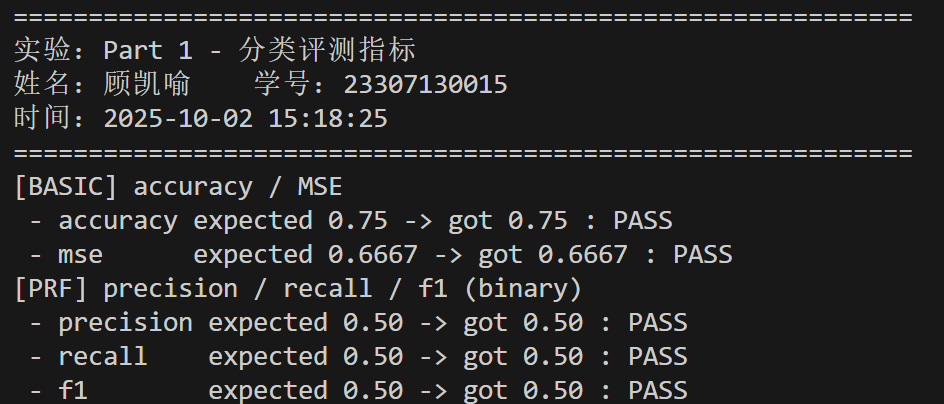 ============================================================
实验: Part 1 - 分类评测指标
姓名: 顾凯喻    学号: 23307130015
时间: 2025-10-02 15:18:25
============================================================
[BASIC] accuracy / MSE
 - accuracy expected 0.75 -> got 0.75 : PASS
 - mse      expected 0.6667 -> got 0.6667 : PASS
[PRF] precision / recall / f1 (binary)
 - precision expected 0.50 -> got 0.50 : PASS
 - recall    expected 0.50 -> got 0.50 : PASS
 - f1        expected 0.50 -> got 0.50 : PASS